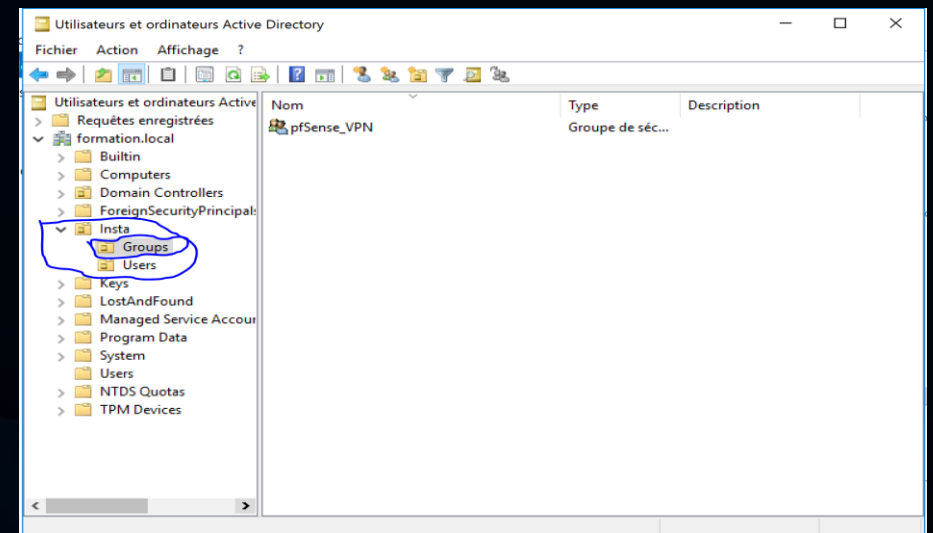 Utilisateurs et ordinateurs Active Directory
Fichier Action Affichage ?
Utilisateurs et ordinateurs Active
Requêtes enregistrées
formation.local
Builtin
Computers
Domain Controllers
ForeignSecurityPrincipals
Insta
Groups
Users
Keys
LostAndFound
Managed Service Accour
Program Data
System
Users
NTDS Quotas
TPM Devices
Nom Type Description
pfSense_VPN Groupe de séc...